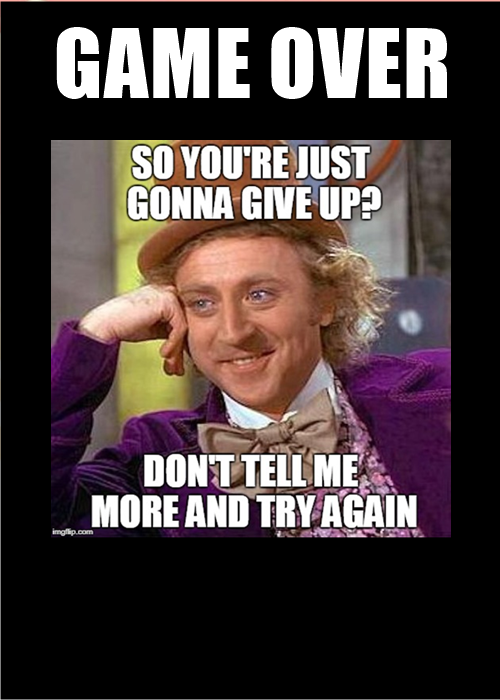 GAME OVER
SO YOU'RE JUST
GONNA GIVE UP?
DON'T TELL ME
MORE AND TRY AGAIN
imgflip.com